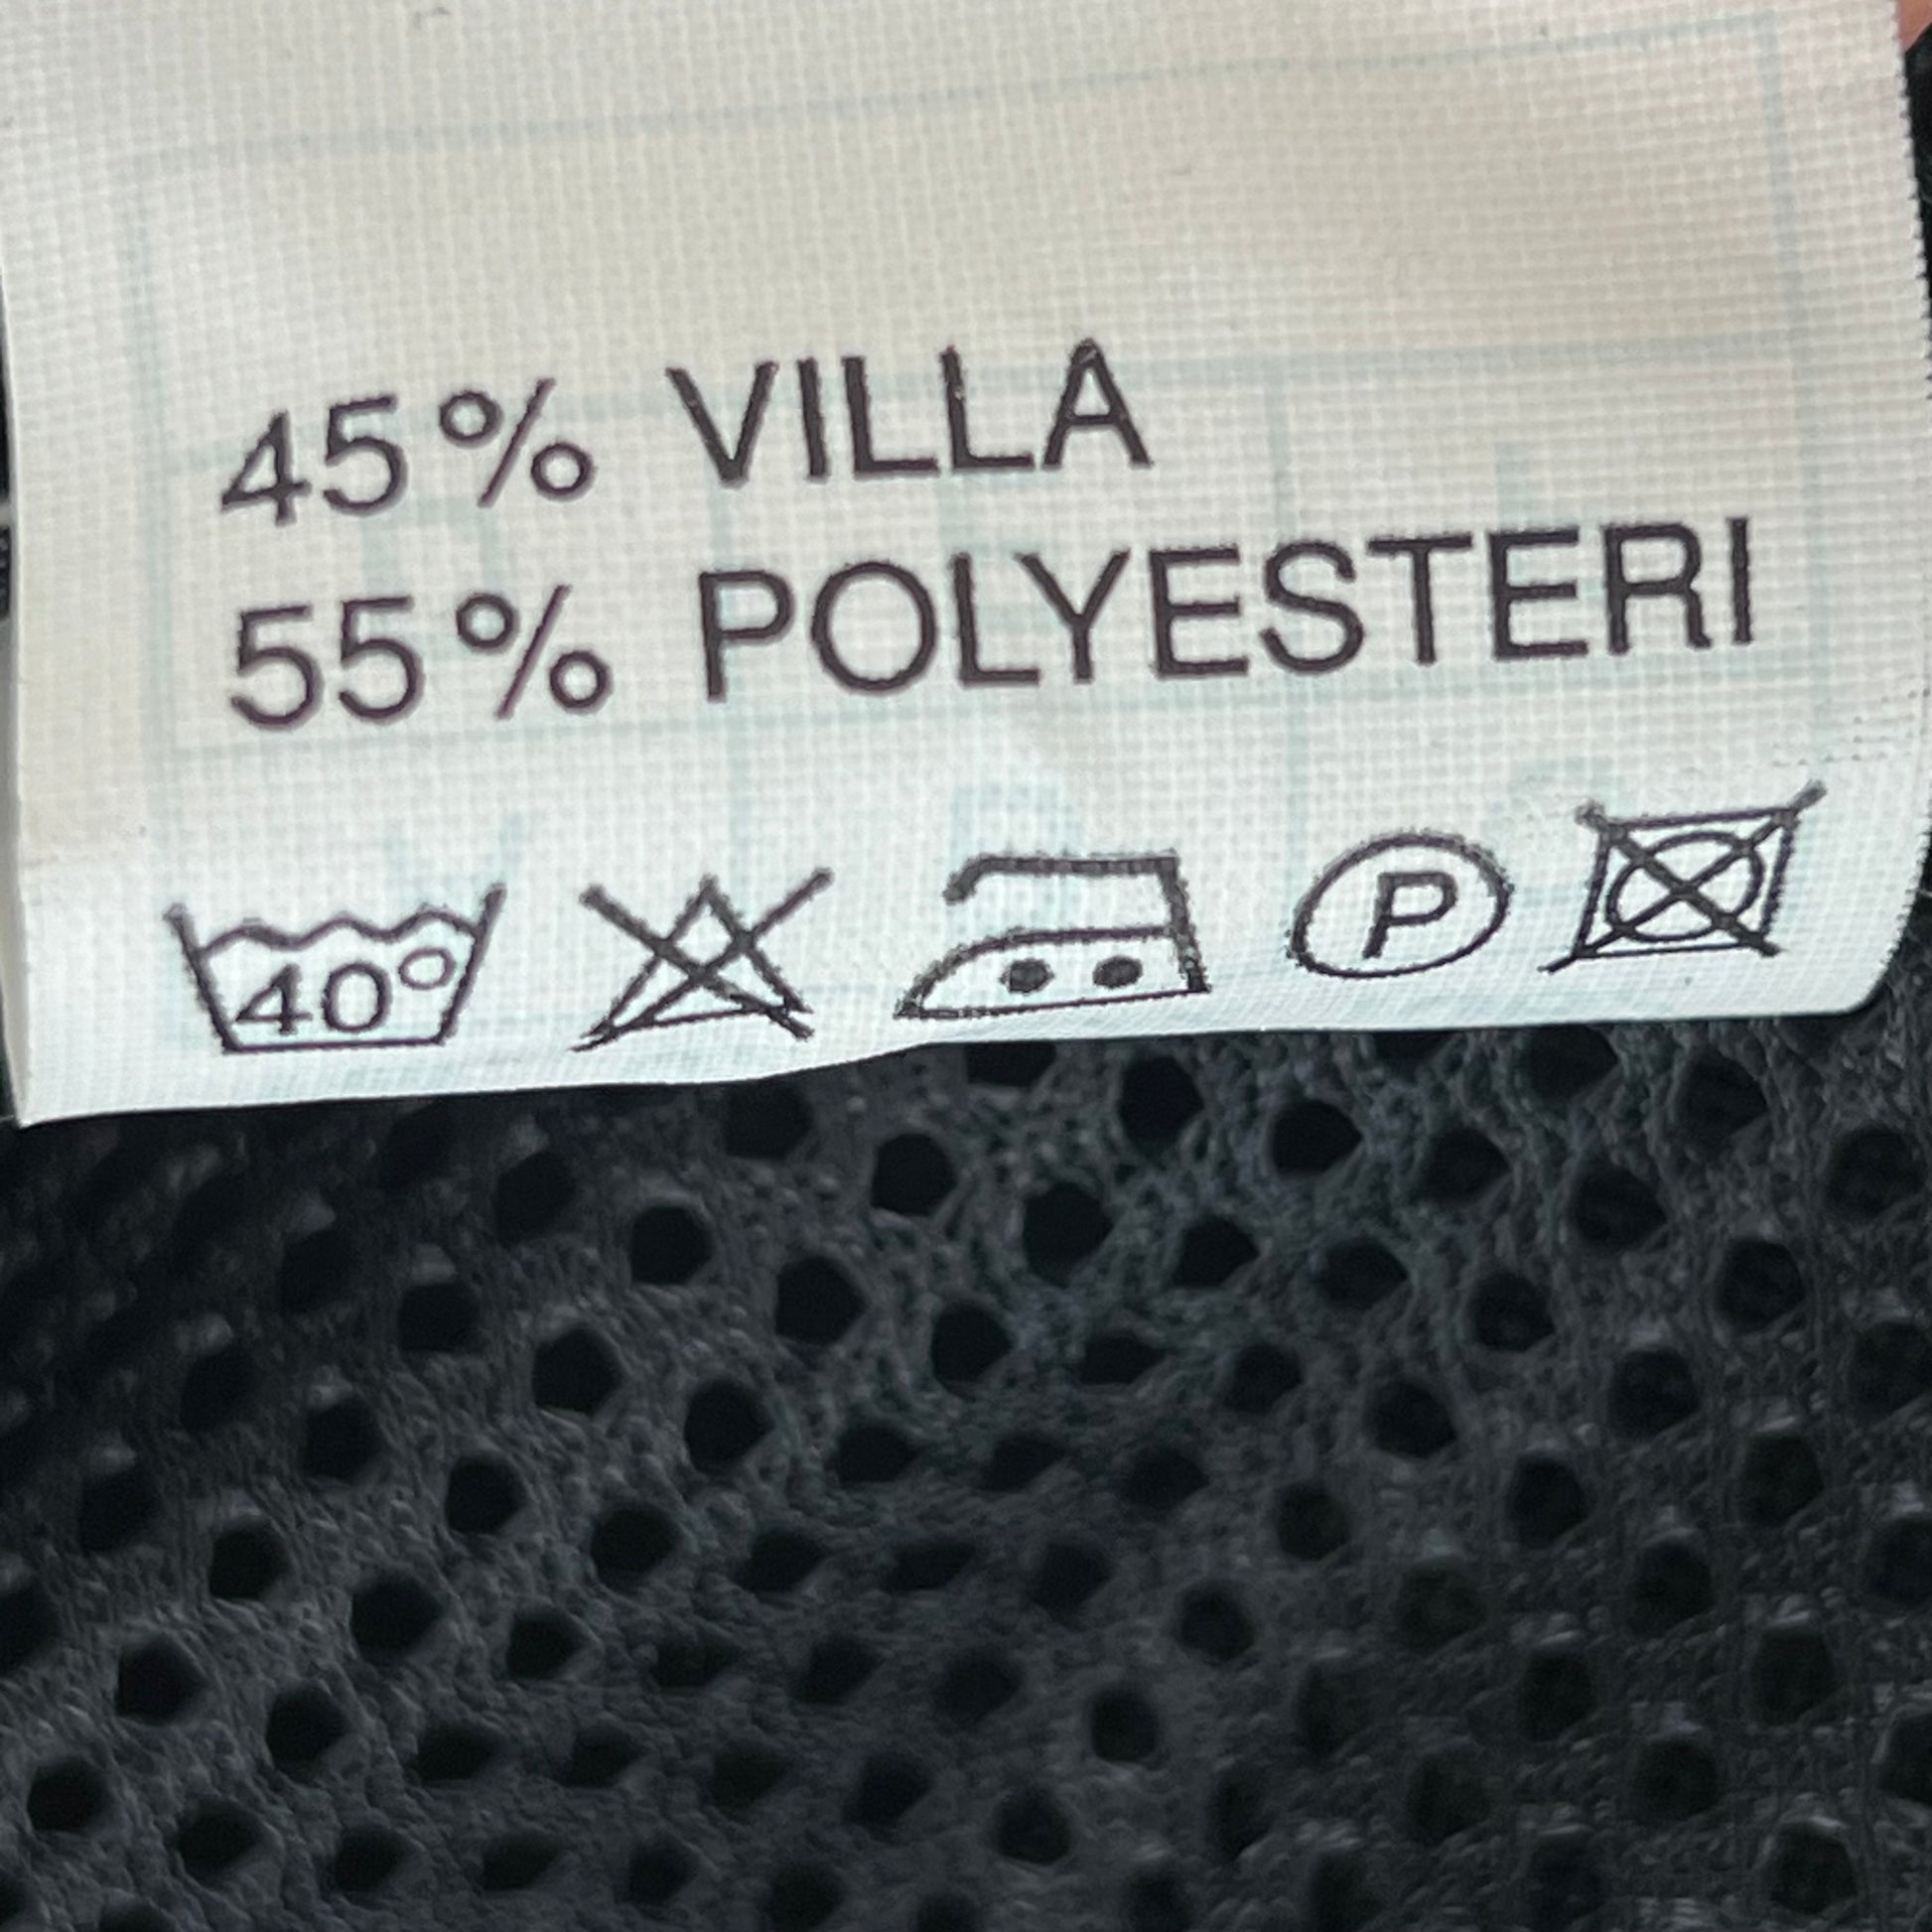 45% VILLA
55% POLYESTERI
40° P